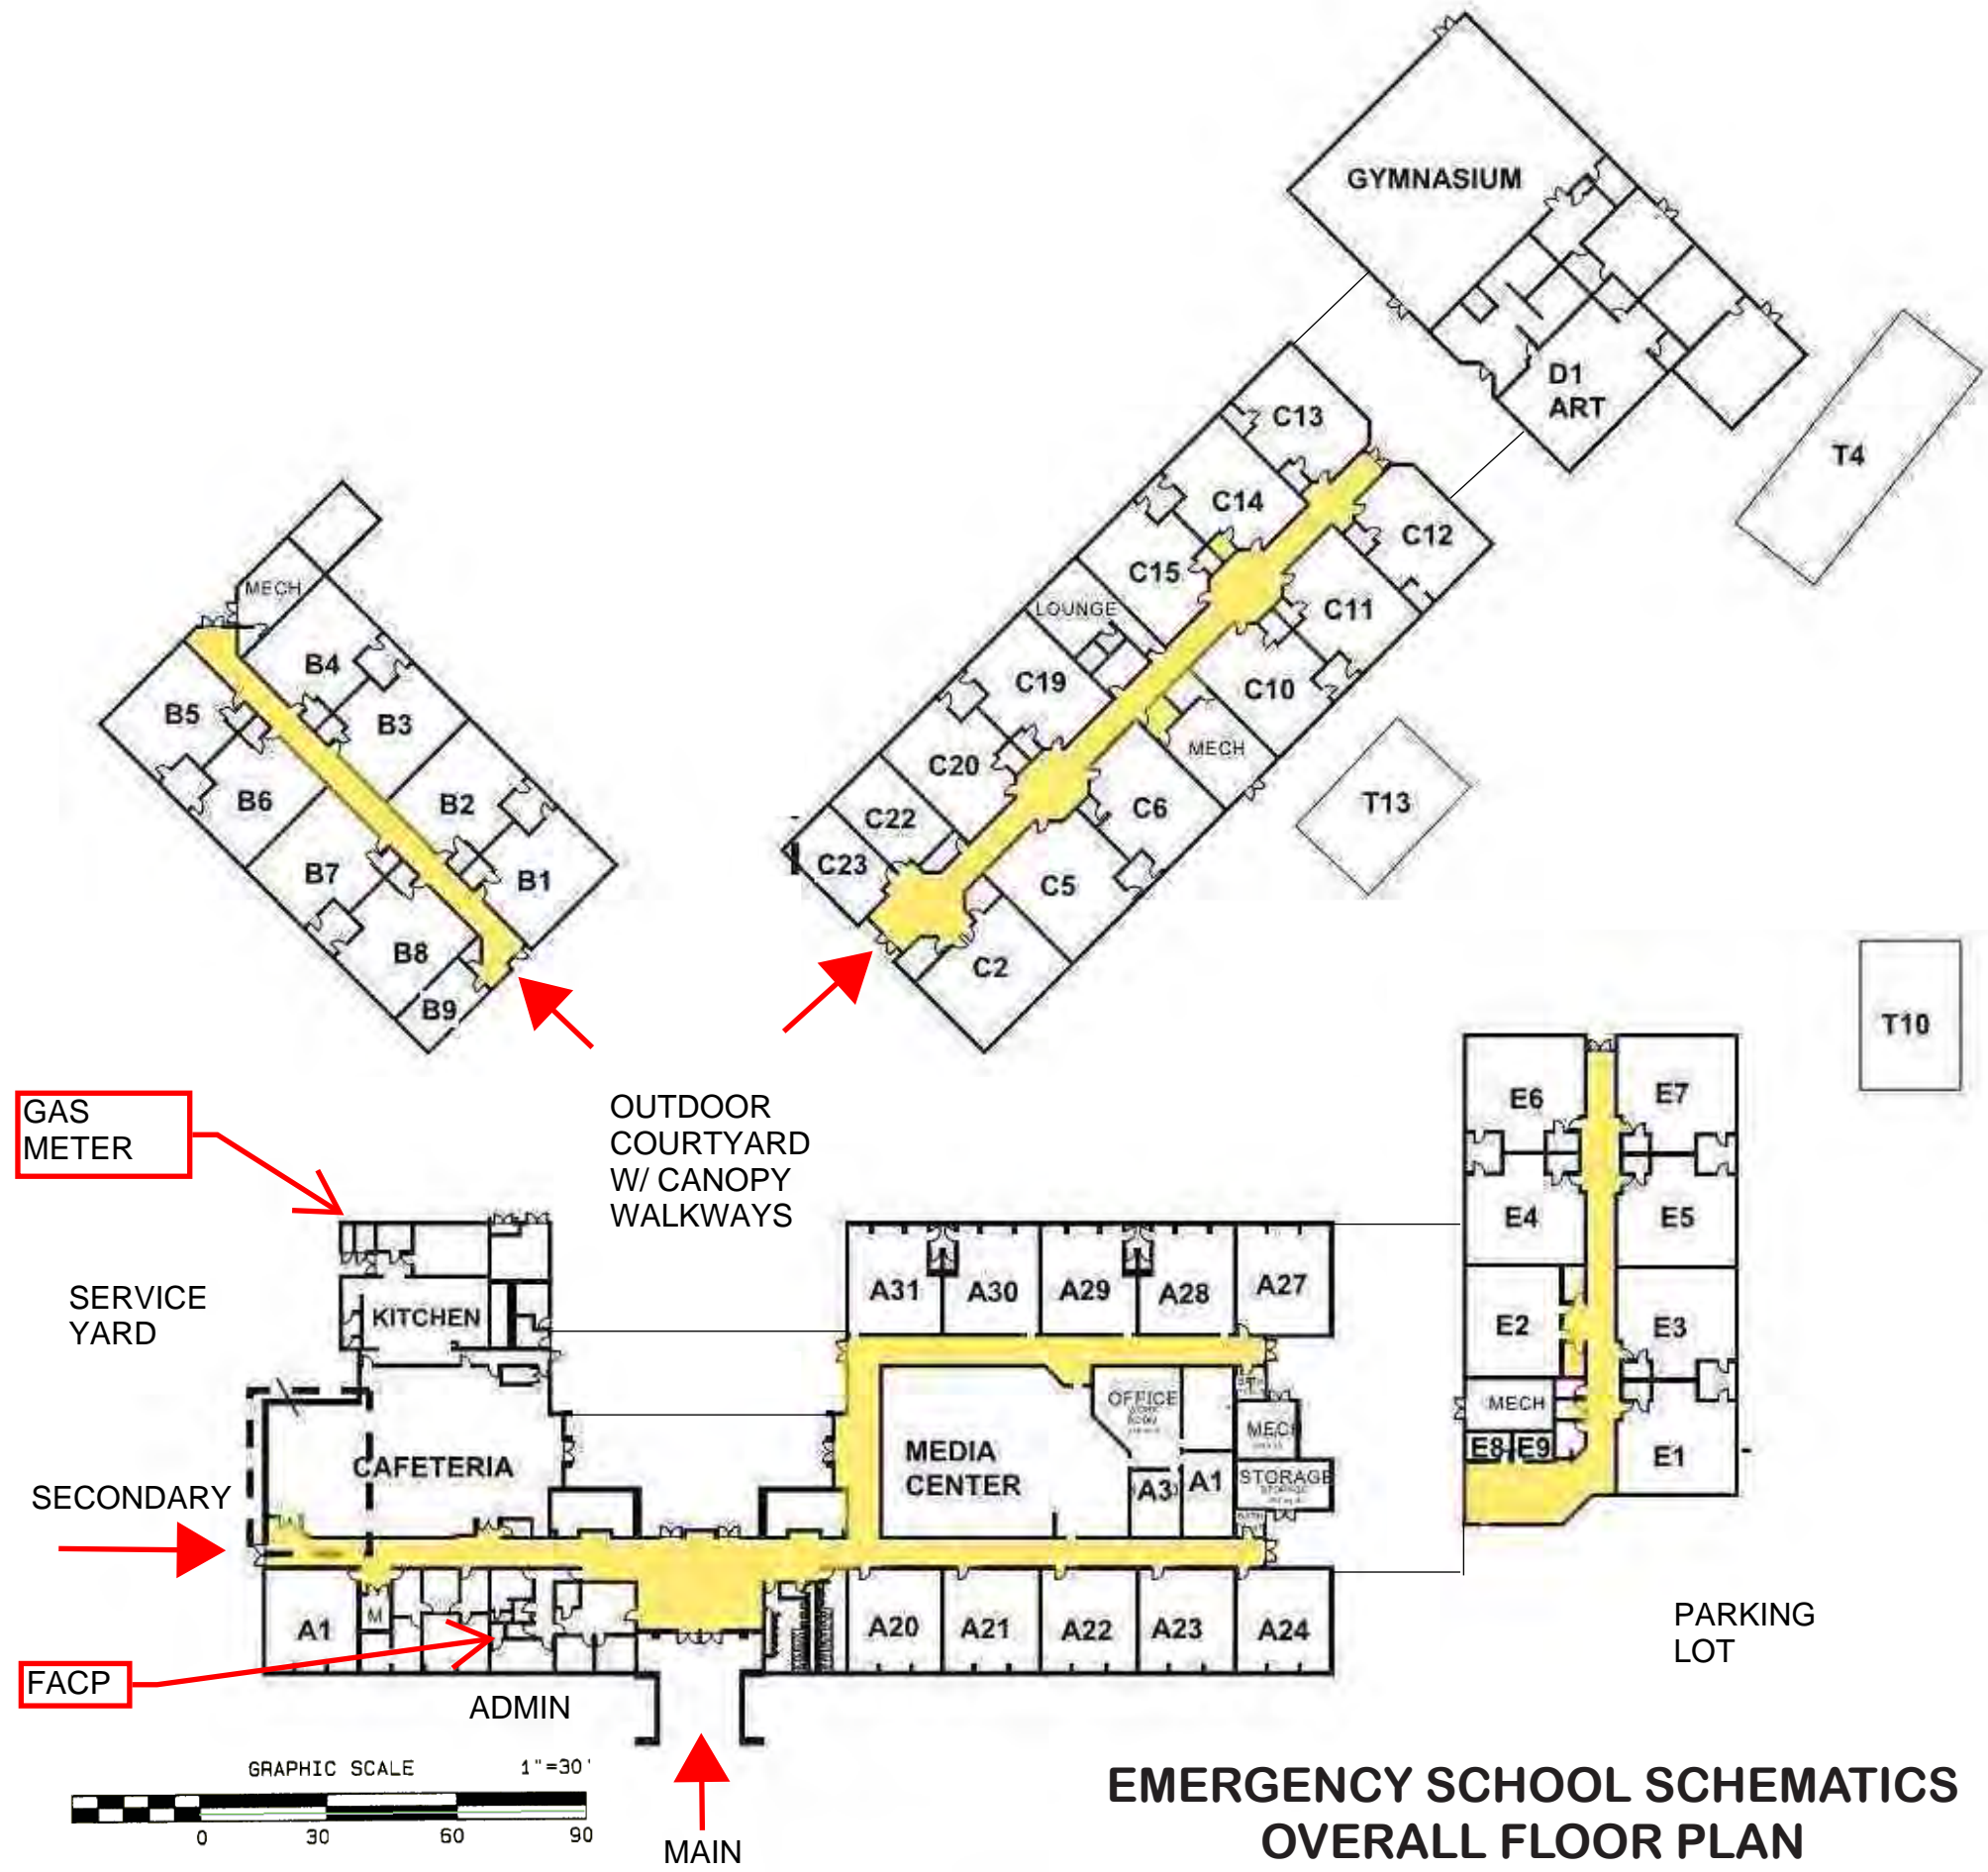 GYMNASIUM
D1
ART
T4
C13
C14
C12
C15
C11
LOUNGE
C19
C10
MECH
C20
C6
C22
C23
C5
C2
T13
MECH
B4
B5
B3
B6
B2
B7
B1
B8
B9
T10
GAS
METER
OUTDOOR
COURTYARD
W/ CANOPY
WALKWAYS
E6
E7
E4
E5
E2
E3
MECH
E8
E9
E1
SERVICE
YARD
KITCHEN
A31
A30
A29
A28
A27
OFFICE
MECH
CAFETERIA
MEDIA
CENTER
A3
A1
STORAGE
STORAGE
SECONDARY
A1
M
A20
A21
A22
A23
A24
PARKING
LOT
FACP
ADMIN
GRAPHIC SCALE 1"=30'
0 30 60 90
MAIN
EMERGENCY SCHOOL SCHEMATICS
OVERALL FLOOR PLAN